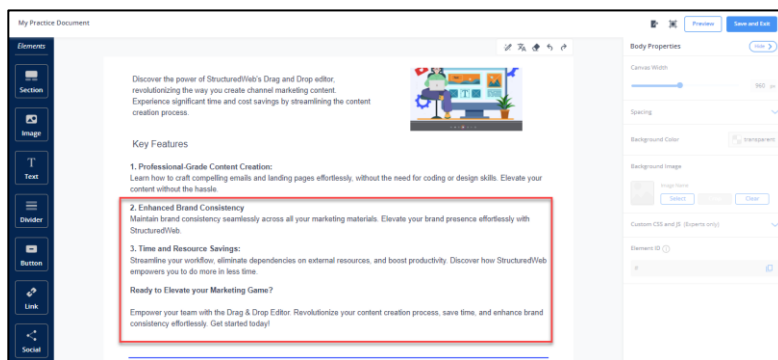 My Practice Document
Preview
Save and Exit
Elements
Section
Image
Text
Divider
Button
Link
Social
Discover the power of StructuredWeb's Drag and Drop editor,
revolutionizing the way you create channel marketing content.
Experience significant time and cost savings by streamlining the content
creation process.
Key Features
1. Professional-Grade Content Creation:
Learn how to craft compelling emails and landing pages effortlessly, without the need for coding or design skills. Elevate your
content without the hassle.
2. Enhanced Brand Consistency
Maintain brand consistency seamlessly across all your marketing materials. Elevate your brand presence effortlessly with
StructuredWeb.
3. Time and Resource Savings:
Streamline your workflow, eliminate dependencies on external resources, and boost productivity. Discover how StructuredWeb
empowers you to do more in less time.
Ready to Elevate your Marketing Game?
Empower your team with the Drag & Drop Editor. Revolutionize your content creation process, save time, and enhance brand
consistency effortlessly. Get started today!
Body Properties
Hide
Canvas Width
560
Spacing
Background Color
transparent
Background Image
Image Name
Select
Clear
Custom CSS and JS (Experts only)
Element ID